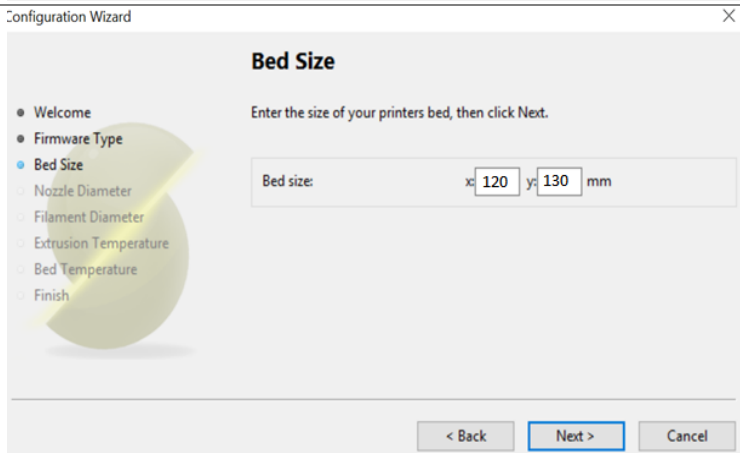 Configuration Wizard
Bed Size
Enter the size of your printers bed, then click Next.
Welcome
Firmware Type
Bed Size
Nozzle Diameter
Filament Diameter
Extrusion Temperature
Bed Temperature
Finish
Bed size: x: 120 y: 130 mm
< Back Next > Cancel